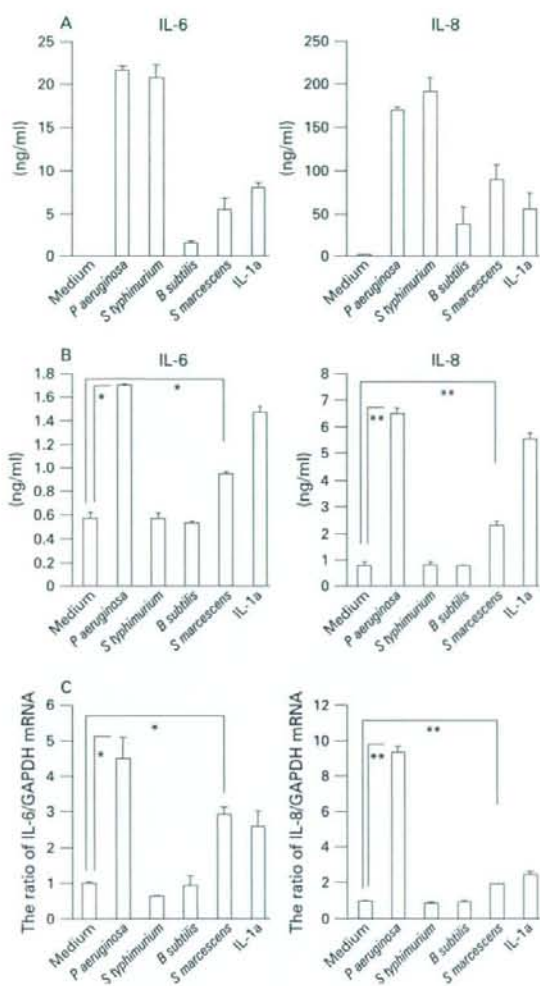 A
IL-6
IL-8
(ng/ml)
25
20
15
10
5
0
Medium
P aeruginosa
S typhimurium
B subtilis
S marcescens
IL-1a
(ng/ml)
250
200
150
100
50
0
Medium
P aeruginosa
S typhimurium
B subtilis
S marcescens
IL-1a
B
IL-6
IL-8
(ng/ml)
1.8
1.4
1.2
1.0
0.8
0.6
0.4
0.2
0
*
*
Medium
P aeruginosa
S typhimurium
B subtilis
S marcescens
IL-1a
(ng/ml)
8
7
6
5
4
3
2
1
0
**
**
Medium
P aeruginosa
S typhimurium
B subtilis
S marcescens
IL-1a
C
The ratio of IL-6/GAPDH mRNA
6
5
4
3
2
1
0
*
*
Medium
P aeruginosa
S typhimurium
B subtilis
S marcescens
IL-1a
The ratio of IL-8/GAPDH mRNA
12
10
8
6
4
2
0
**
**
Medium
P aeruginosa
S typhimurium
B subtilis
S marcescens
IL-1a